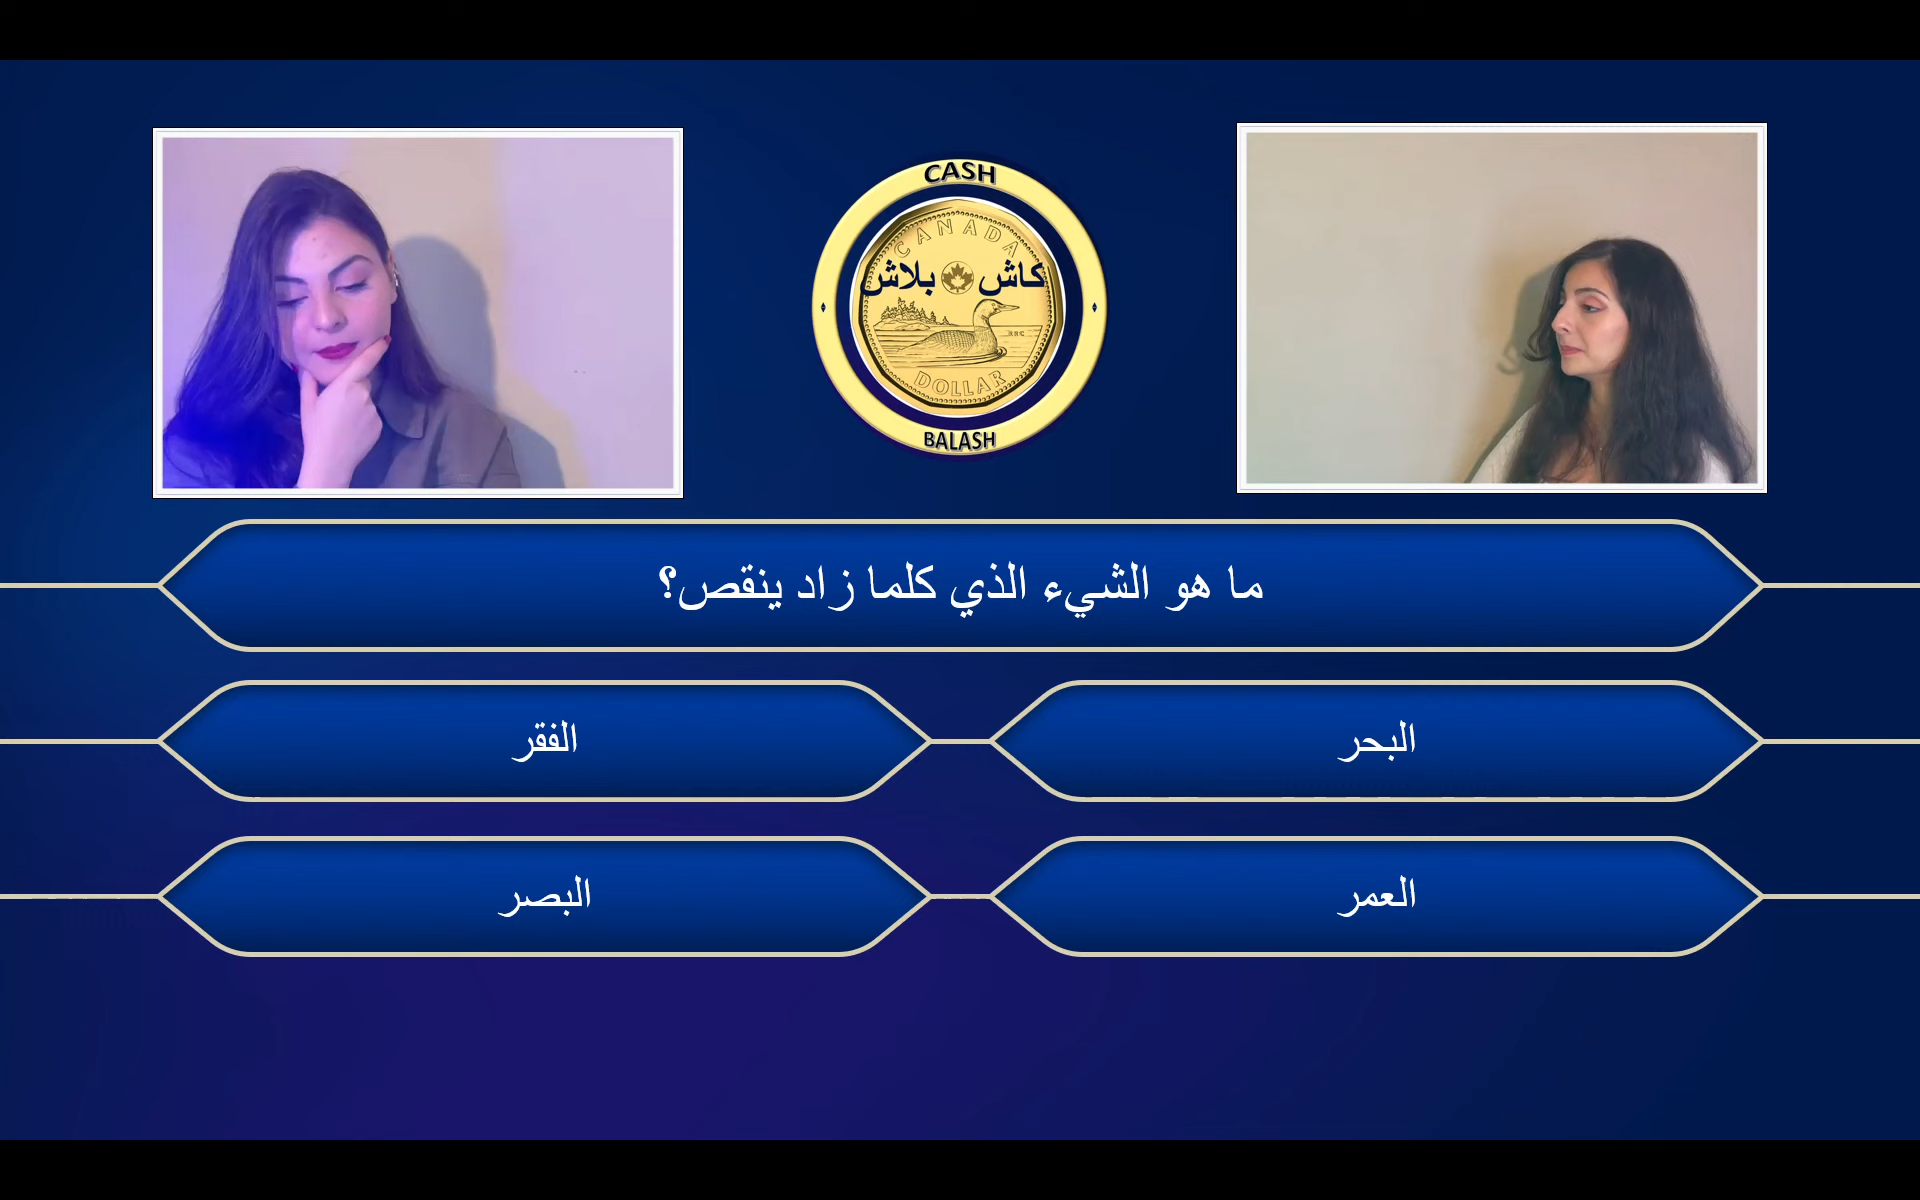 CASH
CANADA
كاش بلاش
DOLLAR
BALASH
ما هو الشيء الذي كلما زاد ينقص؟
البحر
الفقر
العمر
البصر